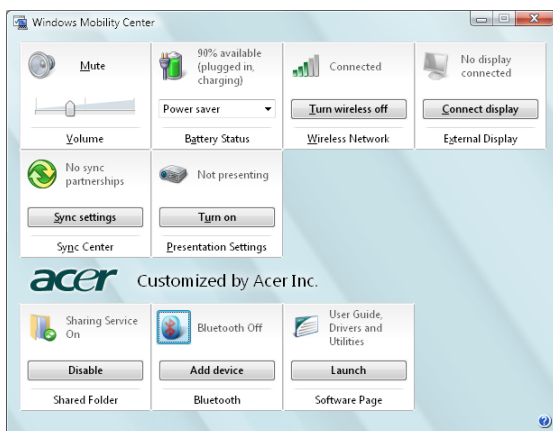 Windows Mobility Center
Mute
Volume
90% available
(plugged in,
charging)
Power saver
Battery Status
Connected
Turn wireless off
Wireless Network
No display
connected
Connect display
External Display
No sync
partnerships
Sync settings
Sync Center
Not presenting
Turn on
Presentation Settings
acer Customized by Acer Inc.
Sharing Service
On
Disable
Shared Folder
Bluetooth Off
Add device
Bluetooth
User Guide,
Drivers and
Utilities
Launch
Software Page